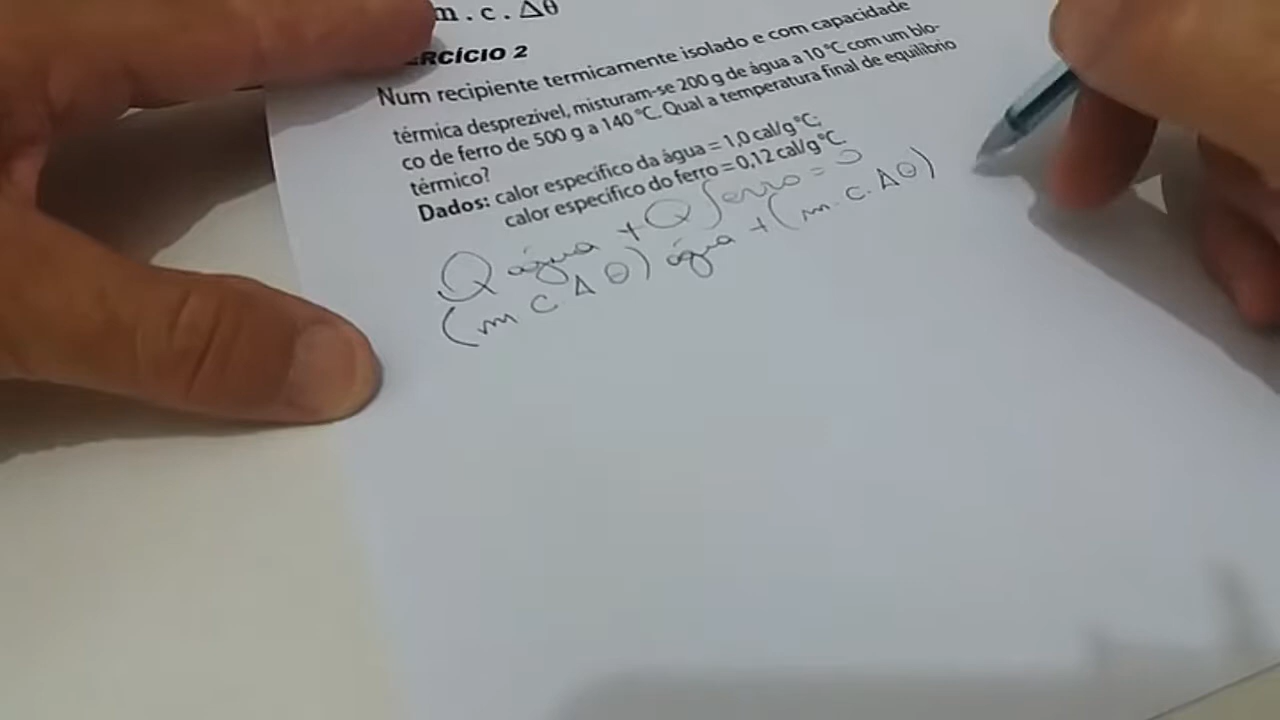 m . c . Δθ
RCÍCIO 2
Num recipiente termicamente isolado e com capacidade
térmica desprezível, misturam-se 200 g de água a 10 °C com um blo-
co de ferro de 500 g a 140 °C. Qual a temperatura final de equilíbrio
térmico?
Dados: calor específico da água = 1,0 cal/g°C;
calor específico do ferro = 0,12 cal/g°C
Q água + Q ferro = 0
(m c. Δ θ) água + (m. c. Δθ)